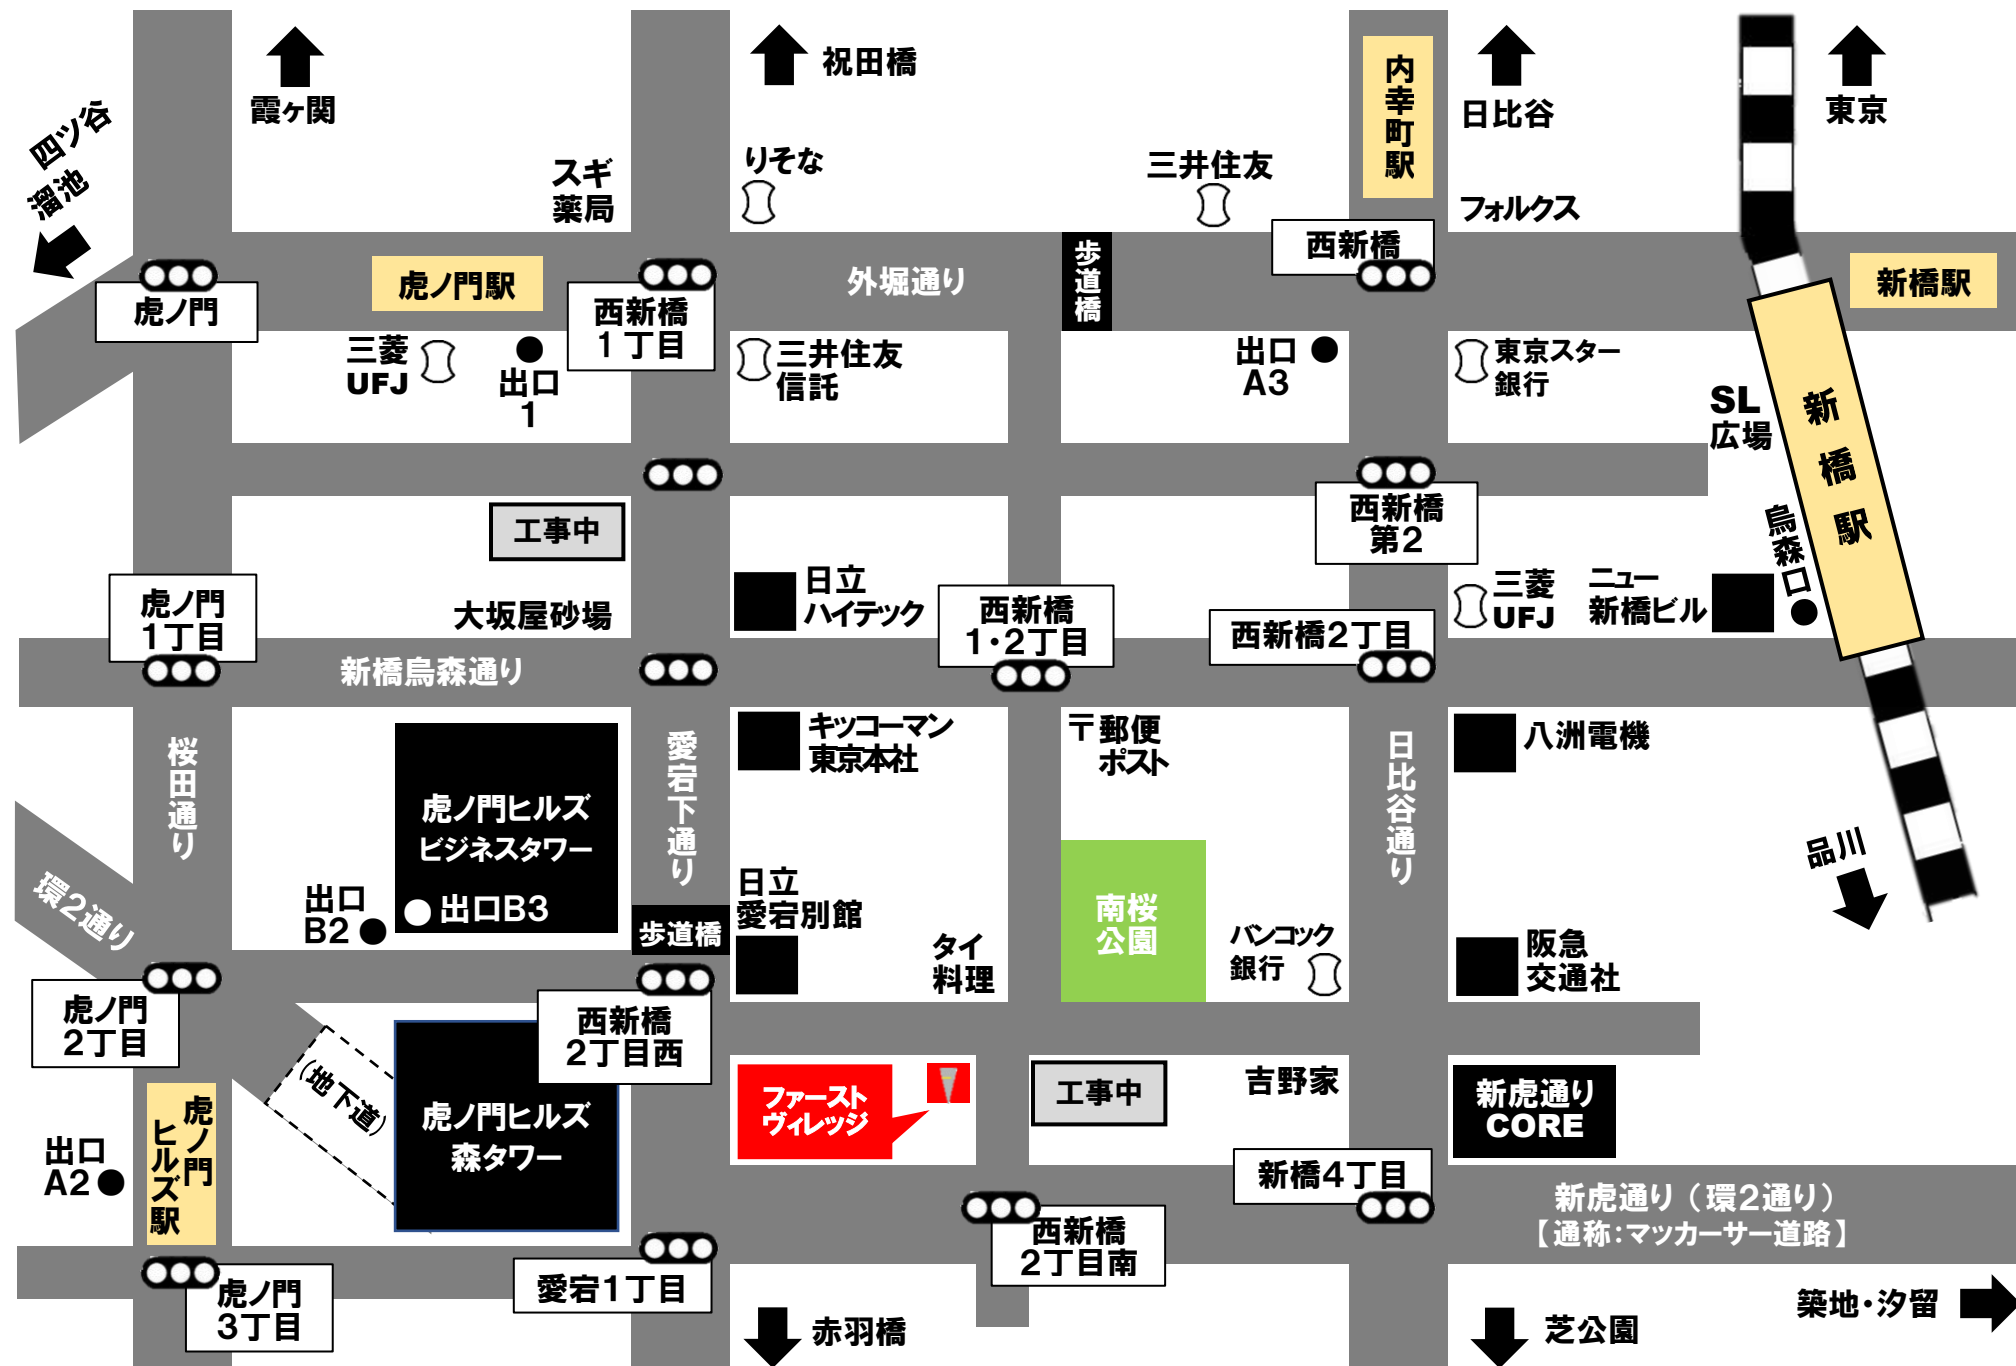 霞ヶ関
祝田橋
内幸町駅
日比谷
東京
四ツ谷
溜池
スギ
薬局
りそな
三井住友
フォルクス
西新橋
歩道橋
外堀通り
虎ノ門駅
新橋駅
虎ノ門
西新橋
1丁目
三菱
UFJ
出口
1
三井住友
信託
出口
A3
東京スター
銀行
SL
広場
新橋駅
西新橋
第2
工事中
烏森口
虎ノ門
1丁目
大坂屋砂場
日立
ハイテック
西新橋
1・2丁目
西新橋2丁目
三菱
UFJ
ニュー
新橋ビル
新橋烏森通り
桜田通り
虎ノ門ヒルズ
ビジネスタワー
愛宕下通り
キッコーマン
東京本社
〒郵便
ポスト
日比谷通り
八洲電機
品川
環2通り
出口
B2
出口B3
歩道橋
日立
愛宕別館
タイ
料理
南桜
公園
バンコック
銀行
阪急
交通社
虎ノ門
2丁目
西新橋
2丁目西
(地下道)
虎ノ門ヒルズ
森タワー
ファースト
ヴィレッジ
工事中
吉野家
新虎通り
CORE
出口
A2
虎ノ門
ヒルズ駅
新橋4丁目
新虎通り(環2通り)
【通称:マッカーサー道路】
西新橋
2丁目南
愛宕1丁目
虎ノ門
3丁目
赤羽橋
芝公園
築地・汐留